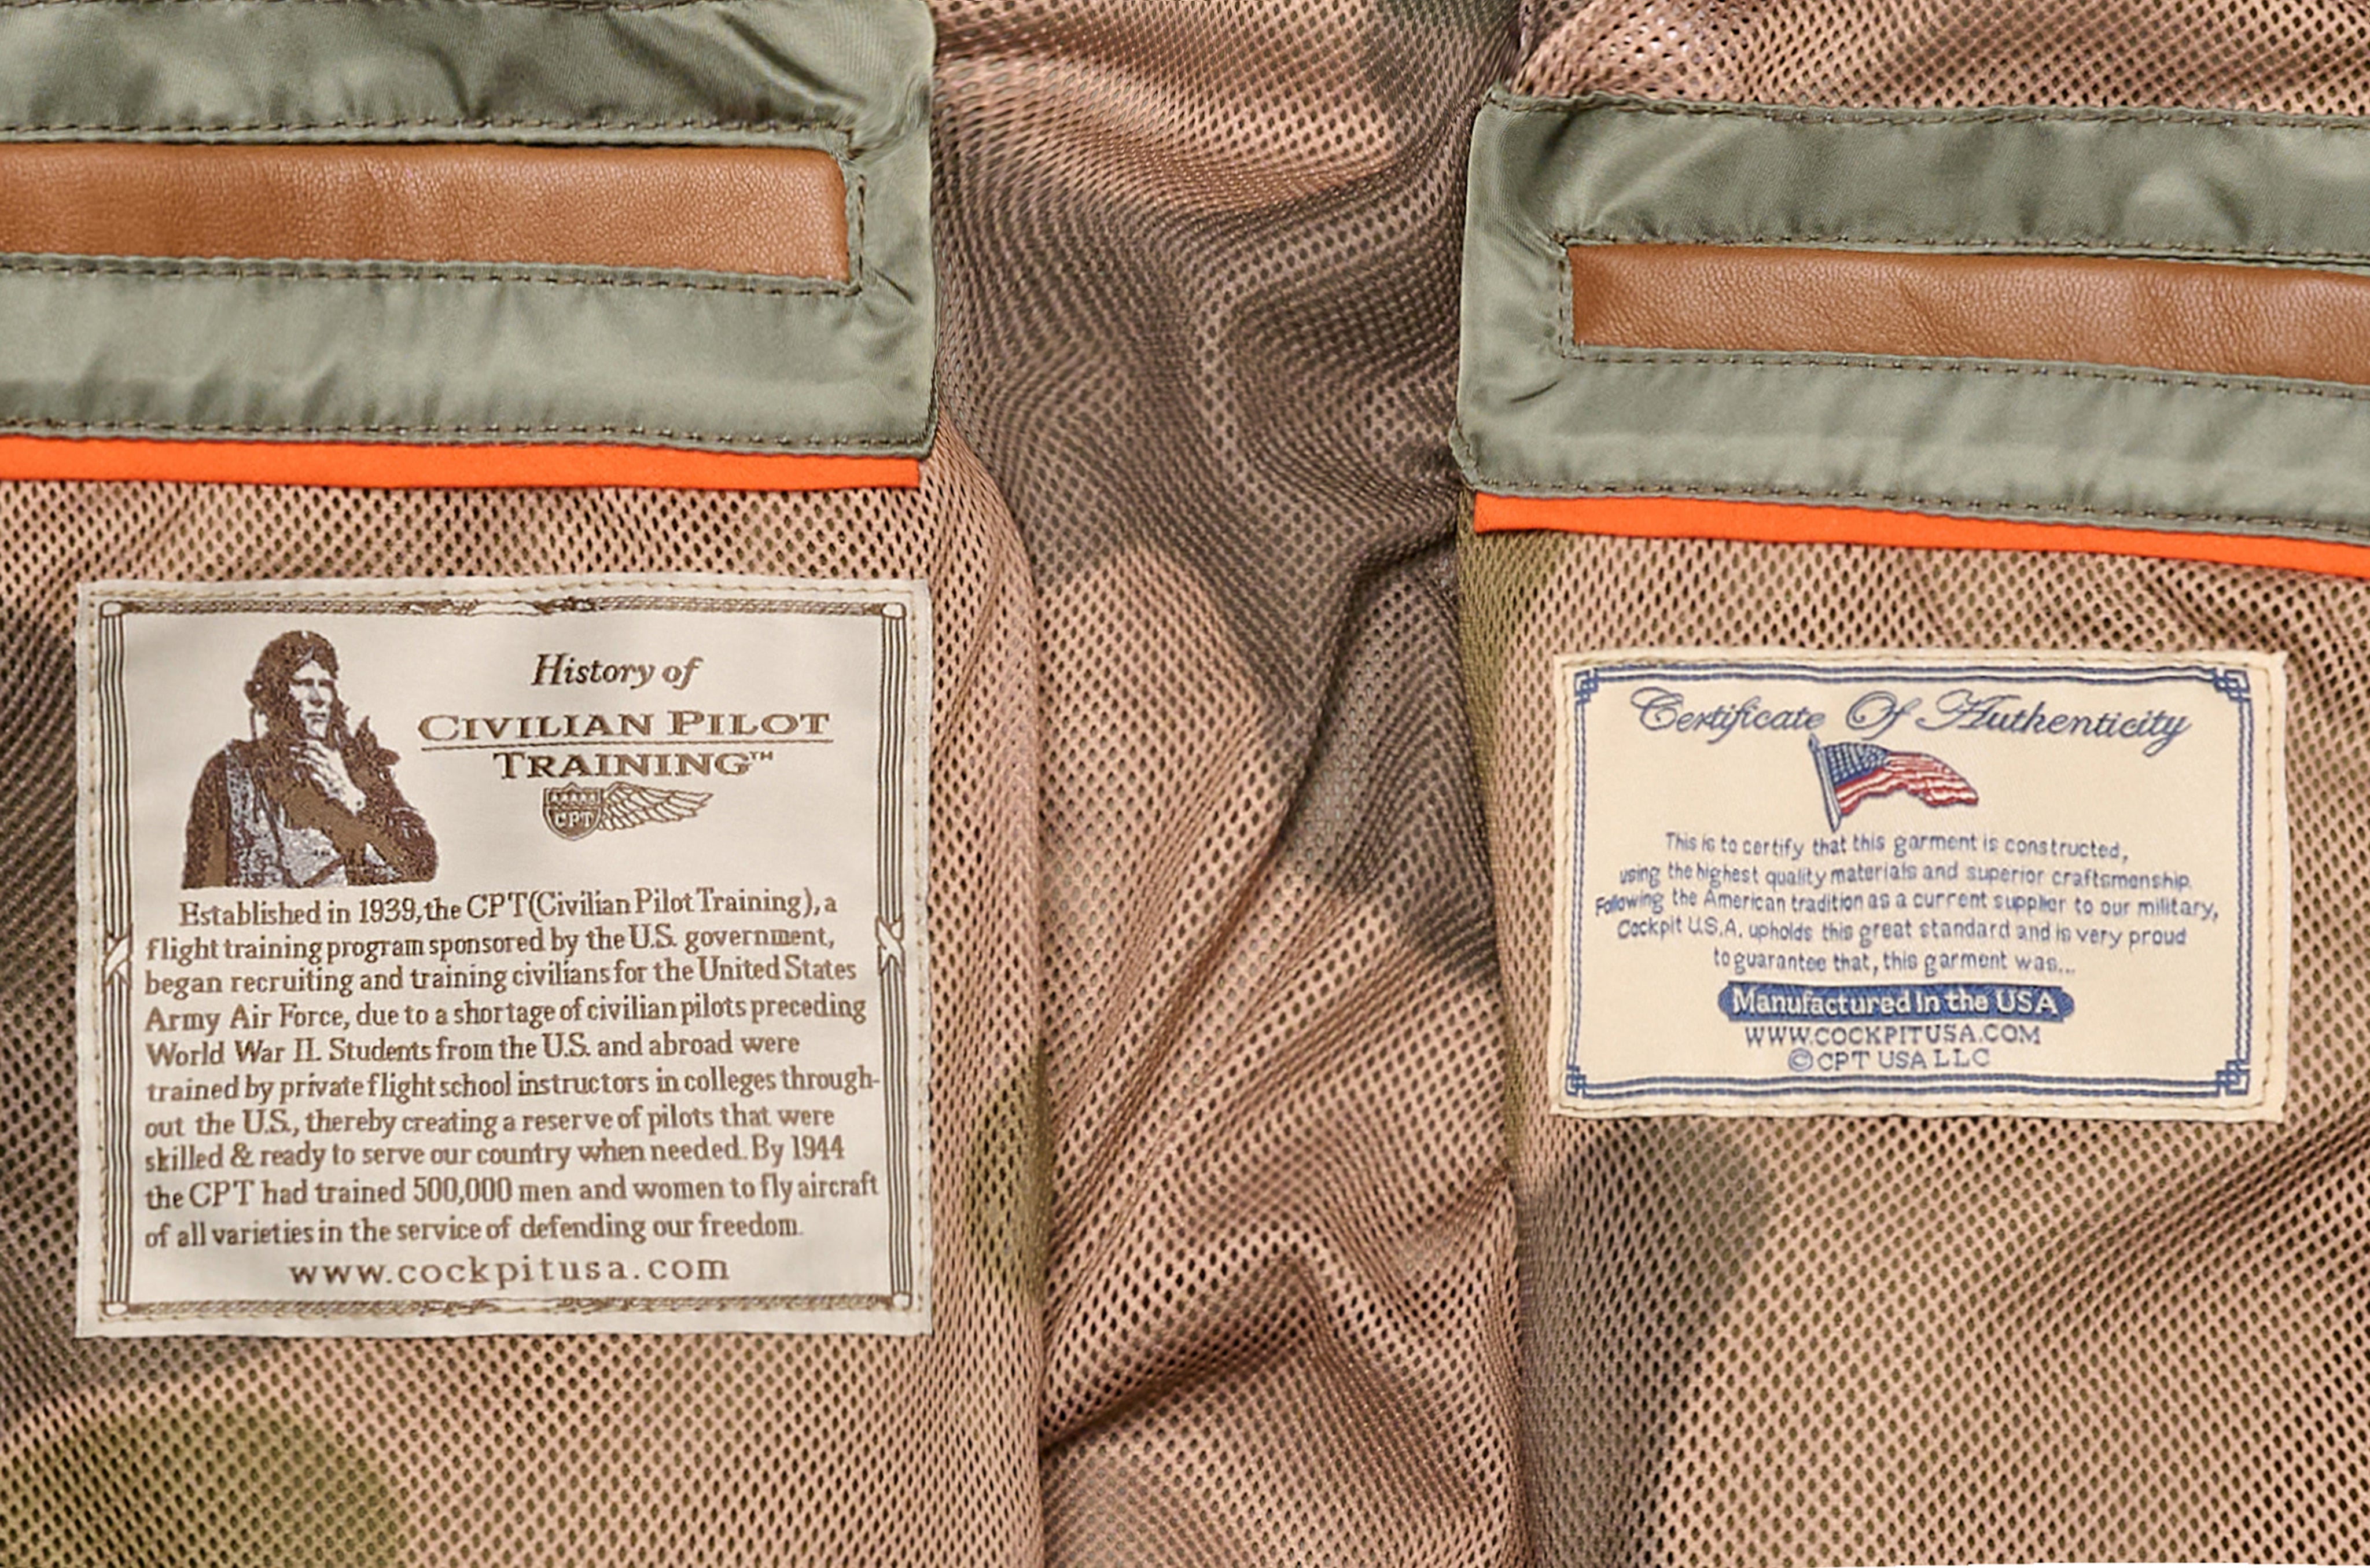 History of
CIVILIAN PILOT
TRAINING™
CPT
Established in 1939, the CPT (Civilian Pilot Training), a
flight training program sponsored by the U.S. government,
began recruiting and training civilians for the United States
Army Air Force, due to a shortage of civilian pilots preceding
World War II. Students from the U.S. and abroad were
trained by private flight school instructors in colleges through-
out the U.S., thereby creating a reserve of pilots that were
skilled & ready to serve our country when needed. By 1944
the CPT had trained 500,000 men and women to fly aircraft
of all varieties in the service of defending our freedom.
www.cockpitusa.com
Certificate Of Authenticity
This is to certify that this garment is constructed,
using the highest quality materials and superior craftsmenship.
Following the American tradition as a current supplier to our military,
Cockpit U.S.A. upholds this great standard and is very proud
to guarantee that, this garment was...
Manufactured In the USA
WWW.COCKPITUSA.COM
©CPT USA LLC